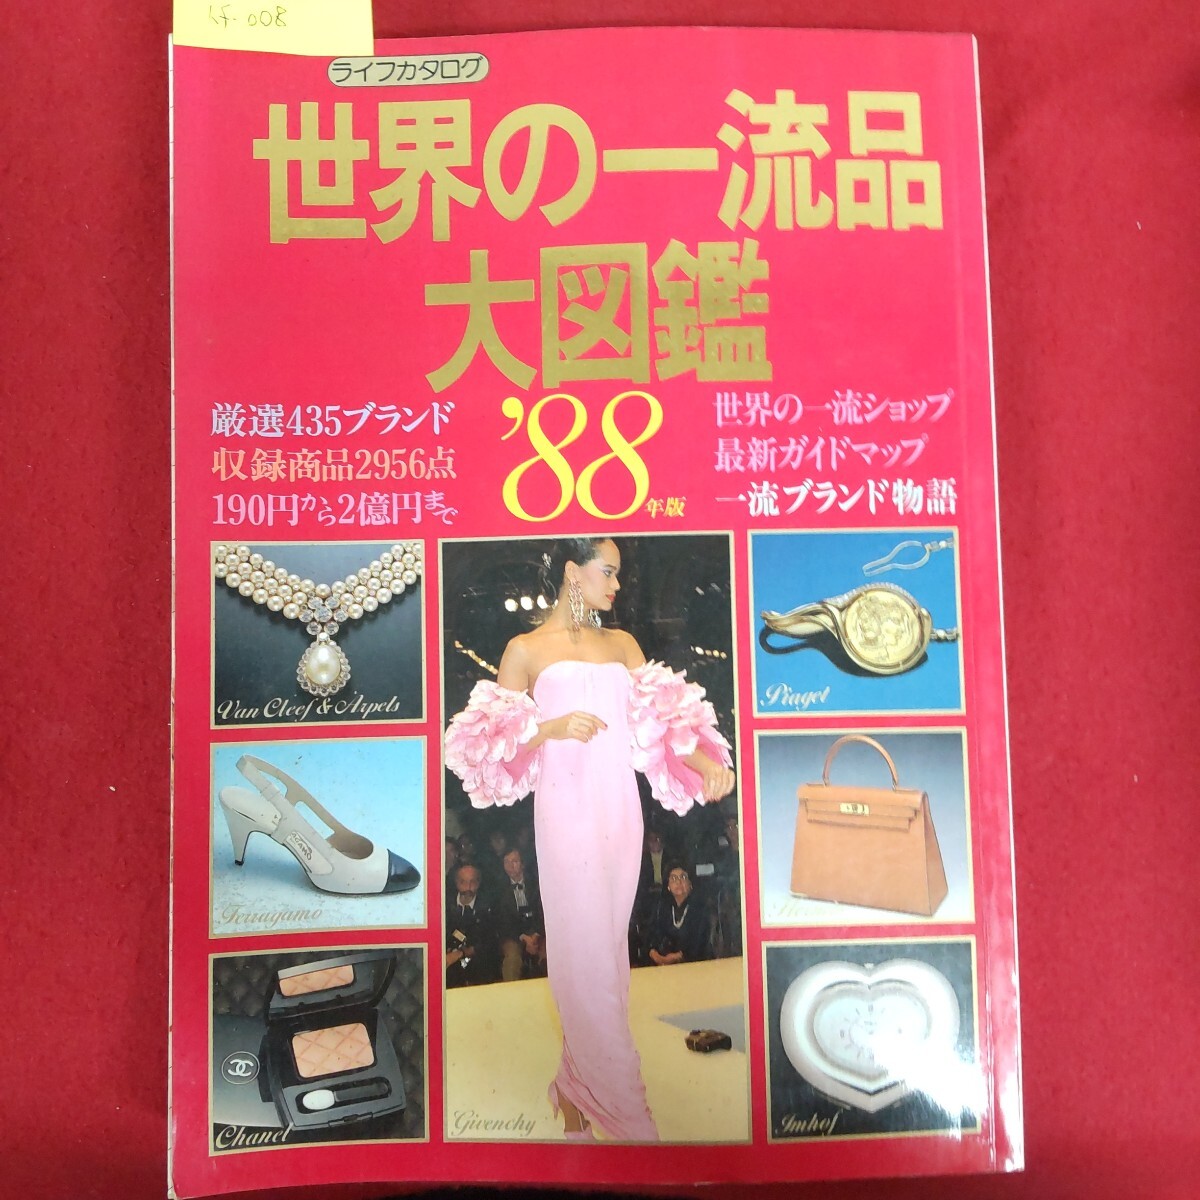 ライフカタログ
世界の一流品
大図鑑
'88年版
厳選435ブランド
収録商品2956点
190円から2億円まで
世界の一流ショップ
最新ガイドマップ
一流ブランド物語
Van Cleef & Arpels
Piaget
Ferragamo
Chanel
Givenchy
Imhof